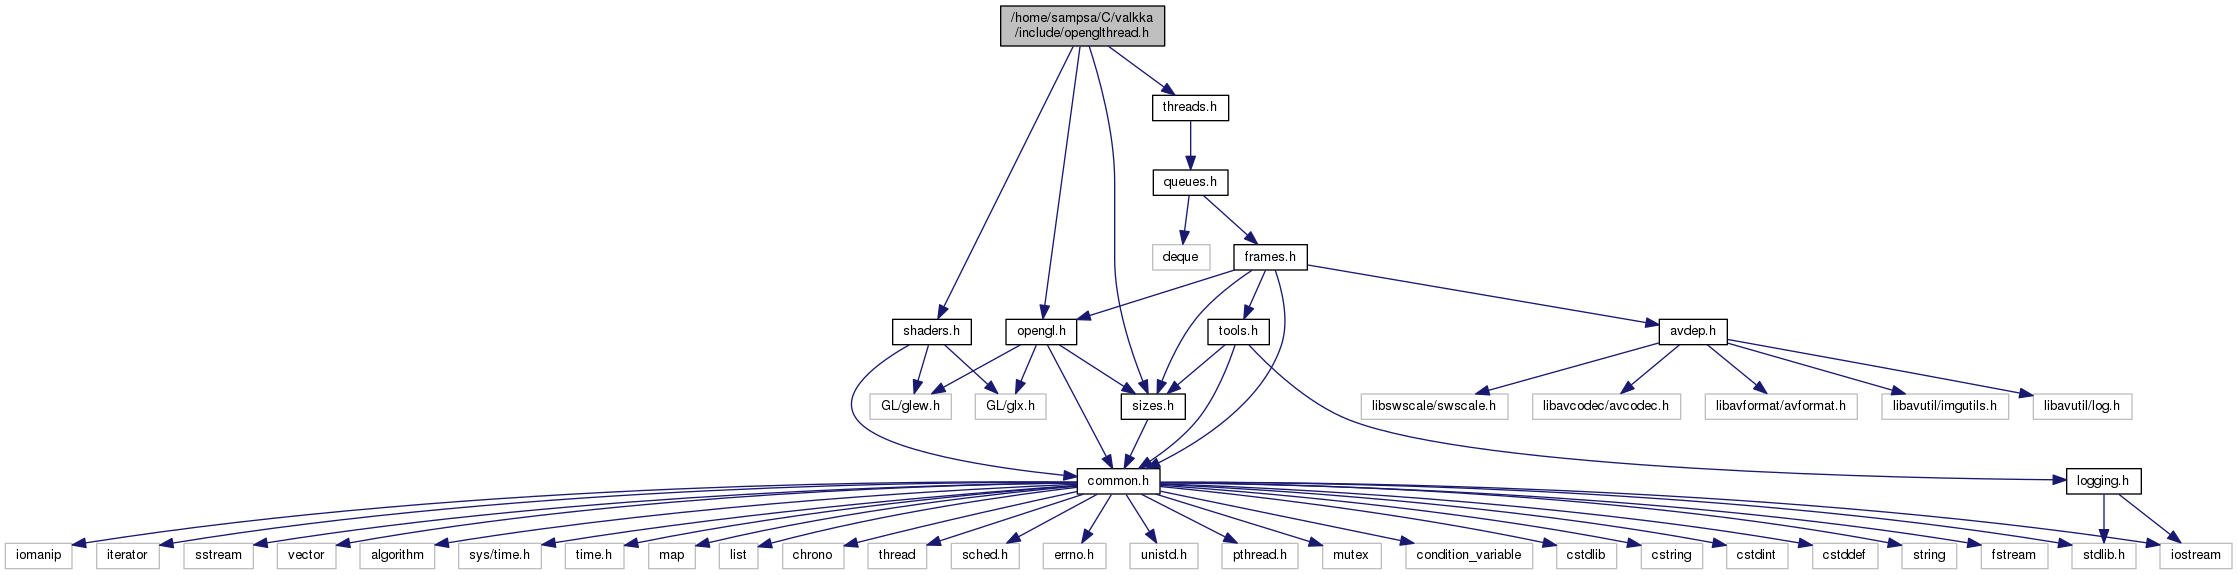 /home/sampsa/C/valkka
/include/openglthread.h
threads.h
queues.h
deque
frames.h
shaders.h
opengl.h
tools.h
avdep.h
GL/glew.h
GL/glx.h
sizes.h
libswscale/swscale.h
libavcodec/avcodec.h
libavformat/avformat.h
libavutil/imgutils.h
libavutil/log.h
common.h
logging.h
iomanip
iterator
sstream
vector
algorithm
sys/time.h
time.h
map
list
chrono
thread
sched.h
errno.h
unistd.h
pthread.h
mutex
condition_variable
cstdlib
cstring
cstdint
cstddef
string
fstream
stdlib.h
iostream